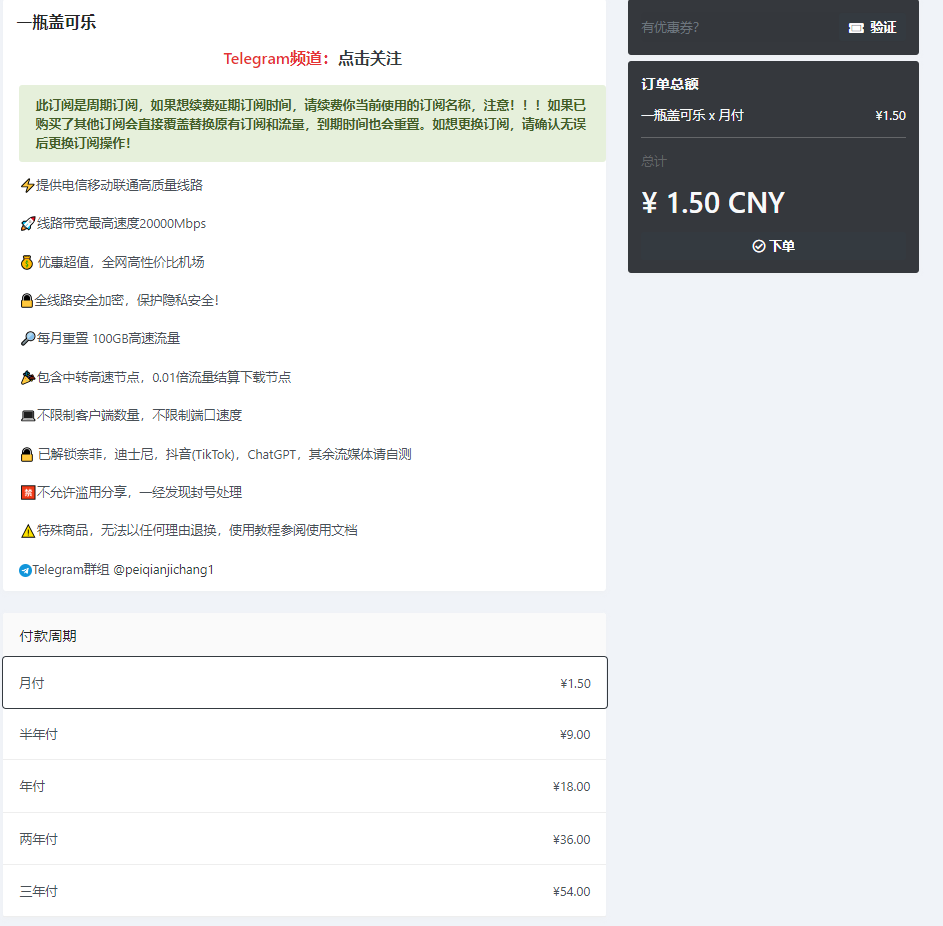 一瓶盖可乐
Telegram频道：点击关注
此订阅是周期订阅，如果想续费延期订阅时间，请续费你当前使用的订阅名称，注意！！！如果已
购买了其他订阅会直接覆盖替换原有订阅和流量，到期时间也会重置。如想更换订阅，请确认无误
后更换订阅操作！
⚡提供电信移动联通高质量线路
🚀线路带宽最高速度20000Mbps
💰 优惠超值，全网高性价比机场
🔒全线路安全加密，保护隐私安全！
🔎每月重置 100GB高速流量
🎉包含中转高速节点，0.01倍流量结算下载节点
💻不限制客户端数量，不限制端口速度
🔒 已解锁奈菲，迪士尼，抖音(TikTok)，ChatGPT，其余流媒体请自测
🈲不允许滥用分享，一经发现封号处理
⚠️特殊商品，无法以任何理由退换，使用教程参阅使用文档
Telegram群组 @peiqianjichang1
付款周期
月付 ¥1.50
半年付 ¥9.00
年付 ¥18.00
两年付 ¥36.00
三年付 ¥54.00
有优惠券? 验证
订单总额
一瓶盖可乐 x 月付 ¥1.50
总计
¥ 1.50 CNY
下单